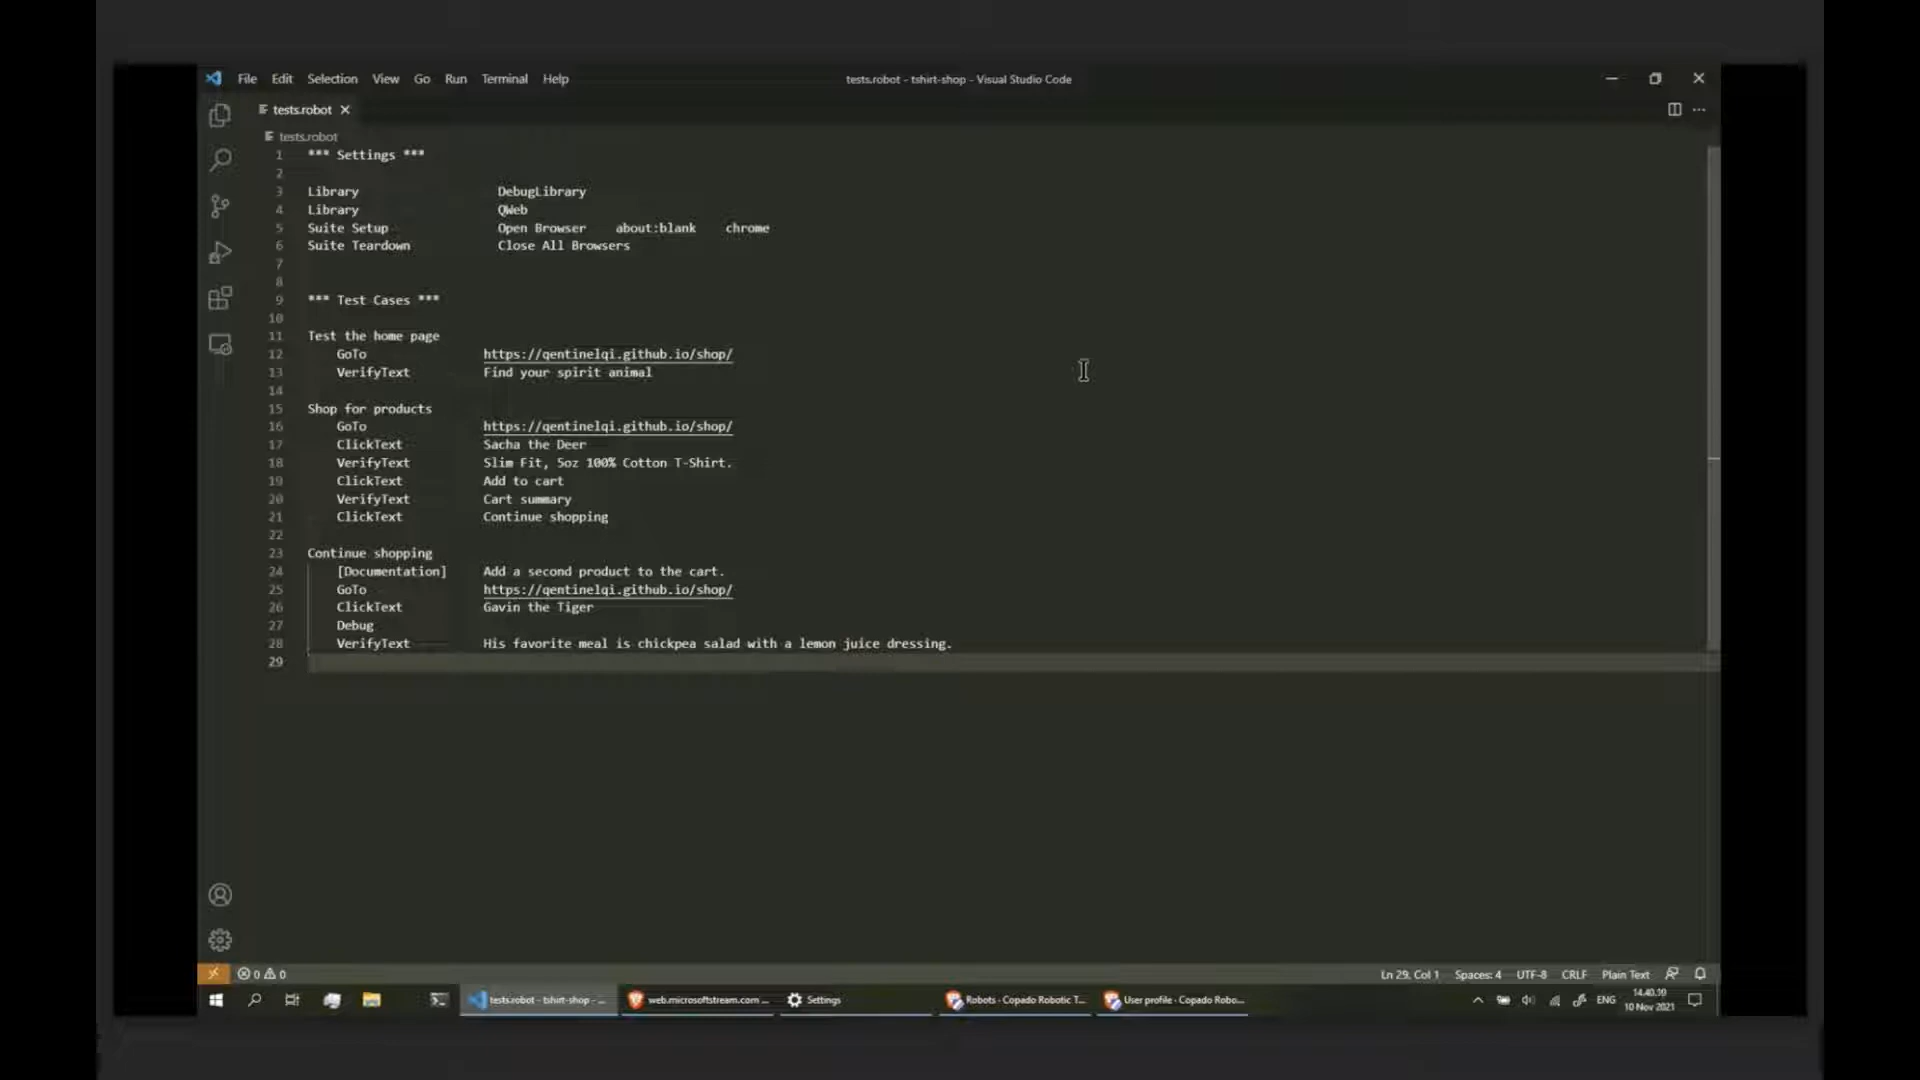 File Edit Selection View Go Run Terminal Help tests.robot - tshirt-shop - Visual Studio Code
tests.robot
tests.robot
1 *** Settings ***
2
3 Library DebugLibrary
4 Library QWeb
5 Suite Setup Open Browser about:blank chrome
6 Suite Teardown Close All Browsers
7
8
9 *** Test Cases ***
10
11 Test the home page
12 GoTo https://qentinelqi.github.io/shop/
13 VerifyText Find your spirit animal
14
15 Shop for products
16 GoTo https://qentinelqi.github.io/shop/
17 ClickText Sacha the Deer
18 VerifyText Slim Fit, 5oz 100% Cotton T-Shirt.
19 ClickText Add to cart
20 VerifyText Cart summary
21 ClickText Continue shopping
22
23 Continue shopping
24 [Documentation] Add a second product to the cart.
25 GoTo https://qentinelqi.github.io/shop/
26 ClickText Gavin the Tiger
27 Debug
28 VerifyText His favorite meal is chickpea salad with a lemon juice dressing.
29
0 0 Ln 29, Col 1 Spaces: 4 UTF-8 CRLF Plain Text
tests.robot - tshirt-shop - ... web.microsoftstream.com ... Settings Robots - Copado Robotic T... User profile - Copado Robo... ENG 14.40.39
10 Nov 2021